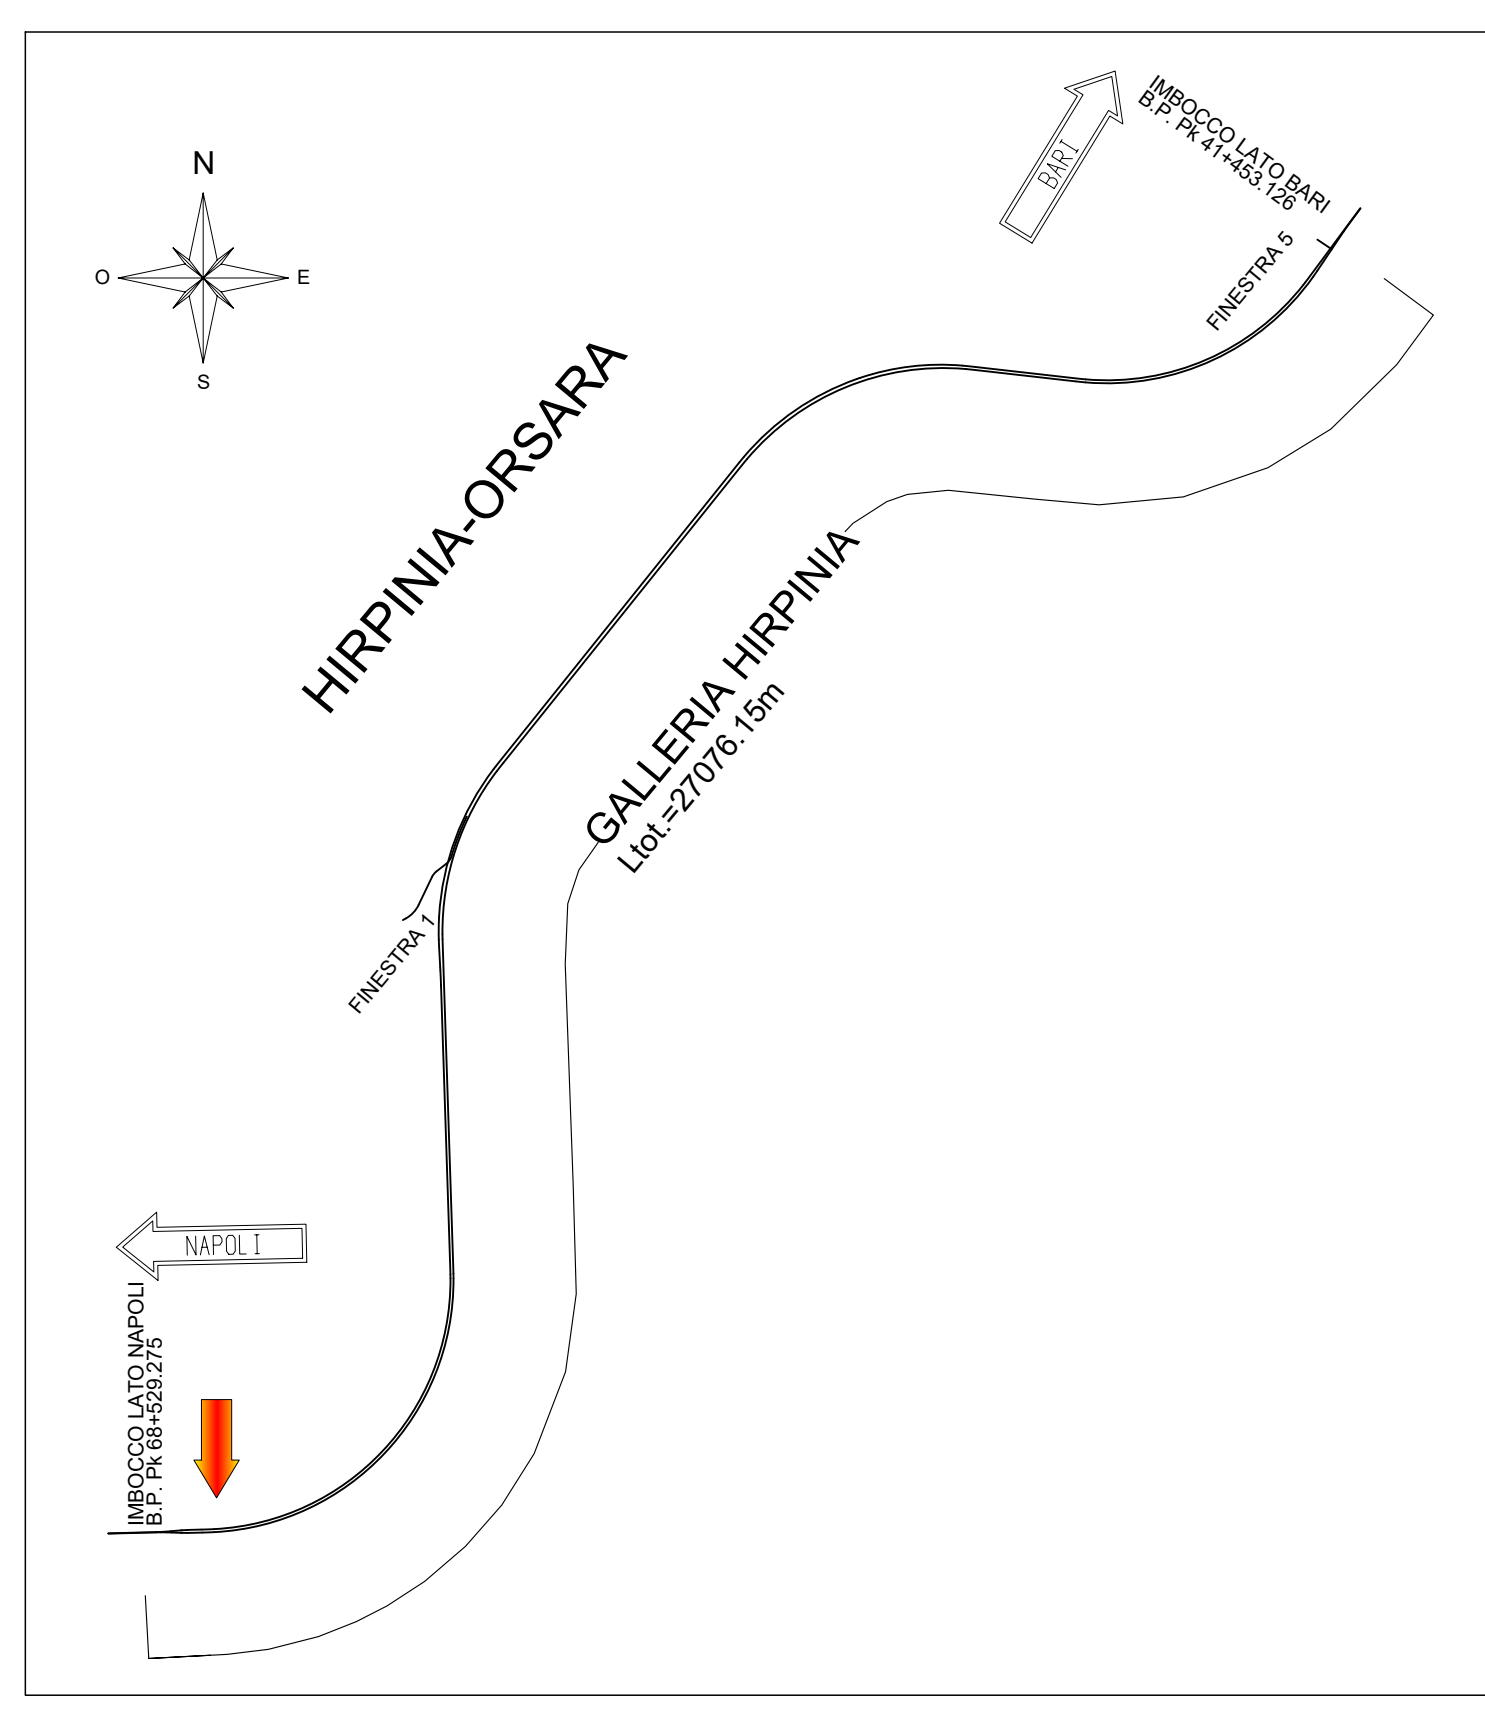 IMBOCCO LATO BARI
B.P. Pk 41+453.126
BARI
N
O
E
S
FINESTRA 5
HIRPINIA-ORSARA
GALLERIA HIRPINIA
Ltot.=27076.15m
FINESTRA 1
NAPOLI
IMBOCCO LATO NAPOLI
B.P. Pk 68+529.275